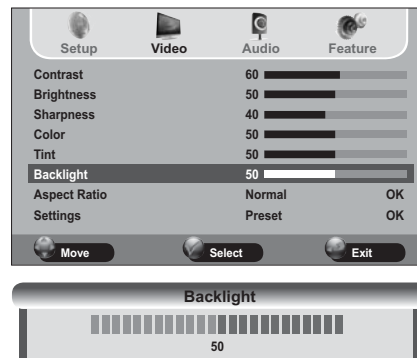 Setup Video Audio Feature
Contrast 60
Brightness 50
Sharpness 40
Color 50
Tint 50
Backlight 50
Aspect Ratio Normal OK
Settings Preset OK
Move Select Exit
Backlight
50